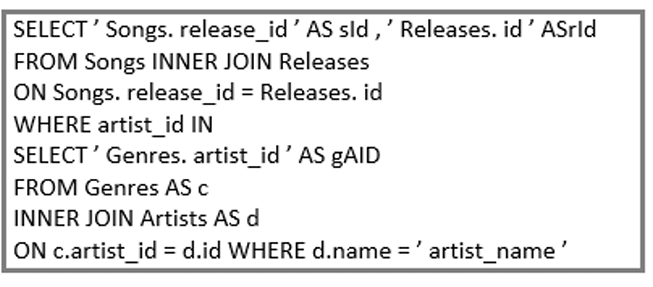 SELECT ’ Songs. release_id ’ AS sId , ’ Releases. id ’ ASrId
FROM Songs INNER JOIN Releases
ON Songs. release_id = Releases. id
WHERE artist_id IN
SELECT ’ Genres. artist_id ’ AS gAID
FROM Genres AS c
INNER JOIN Artists AS d
ON c.artist_id = d.id WHERE d.name = ’ artist_name ’